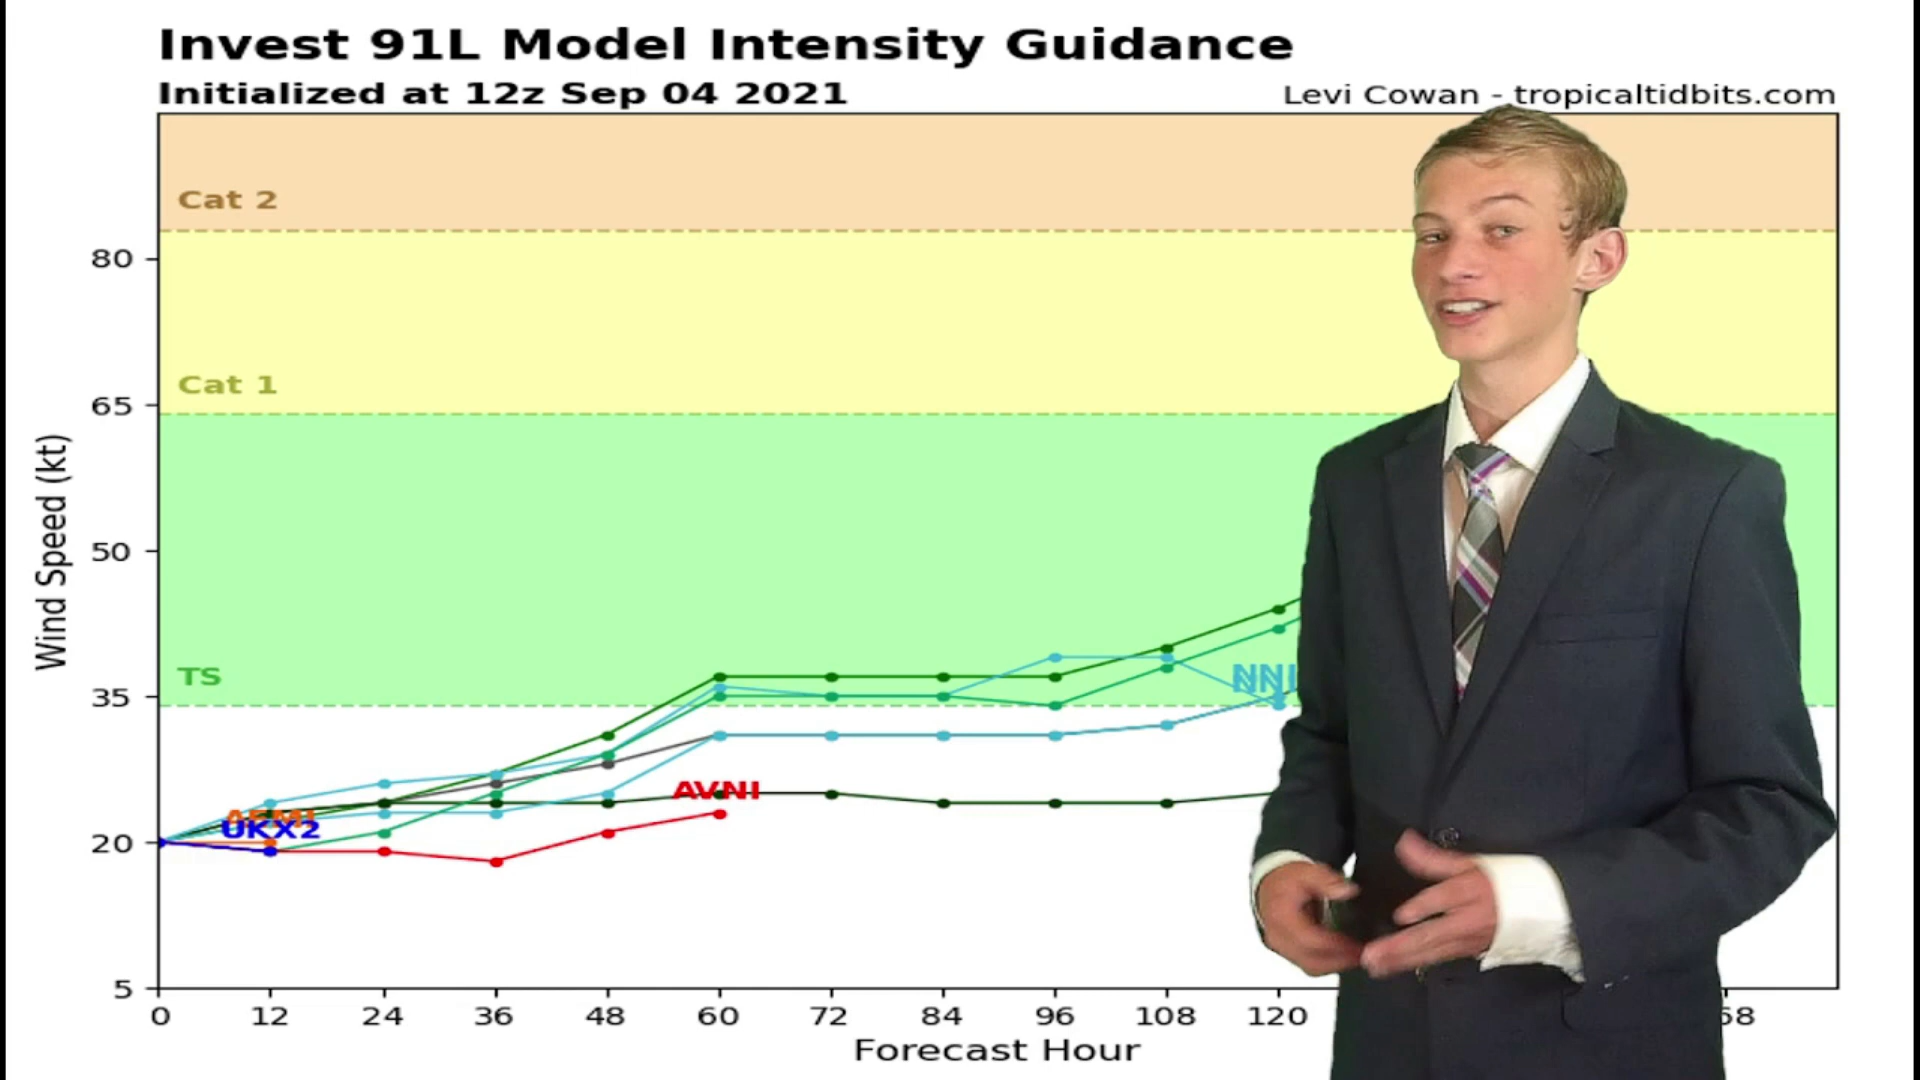 Invest 91L Model Intensity Guidance
Initialized at 12z Sep 04 2021
Levi Cowan - tropicaltidbits.com
Cat 2
80
Cat 1
65
Wind Speed (kt)
50
TS
35
NNI
AVNI
UKX2
20
5
0 12 24 36 48 60 72 84 96 108 120
Forecast Hour